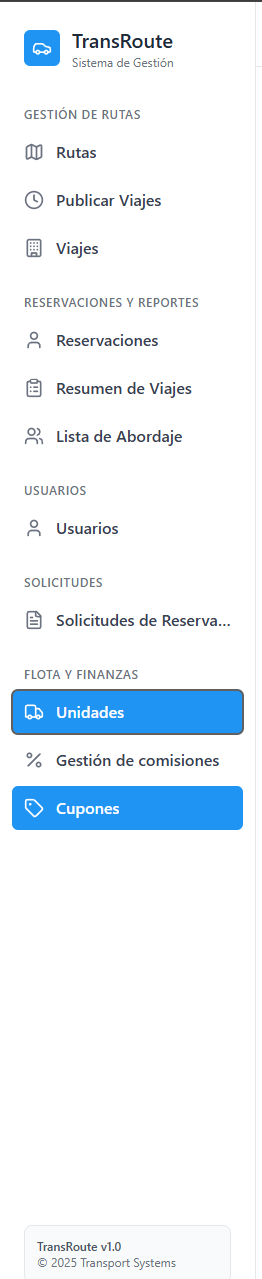 TransRoute
Sistema de Gestión
GESTIÓN DE RUTAS
Rutas
Publicar Viajes
Viajes
RESERVACIONES Y REPORTES
Reservaciones
Resumen de Viajes
Lista de Abordaje
USUARIOS
Usuarios
SOLICITUDES
Solicitudes de Reserva...
FLOTA Y FINANZAS
Unidades
Gestión de comisiones
Cupones
TransRoute v1.0
© 2025 Transport Systems